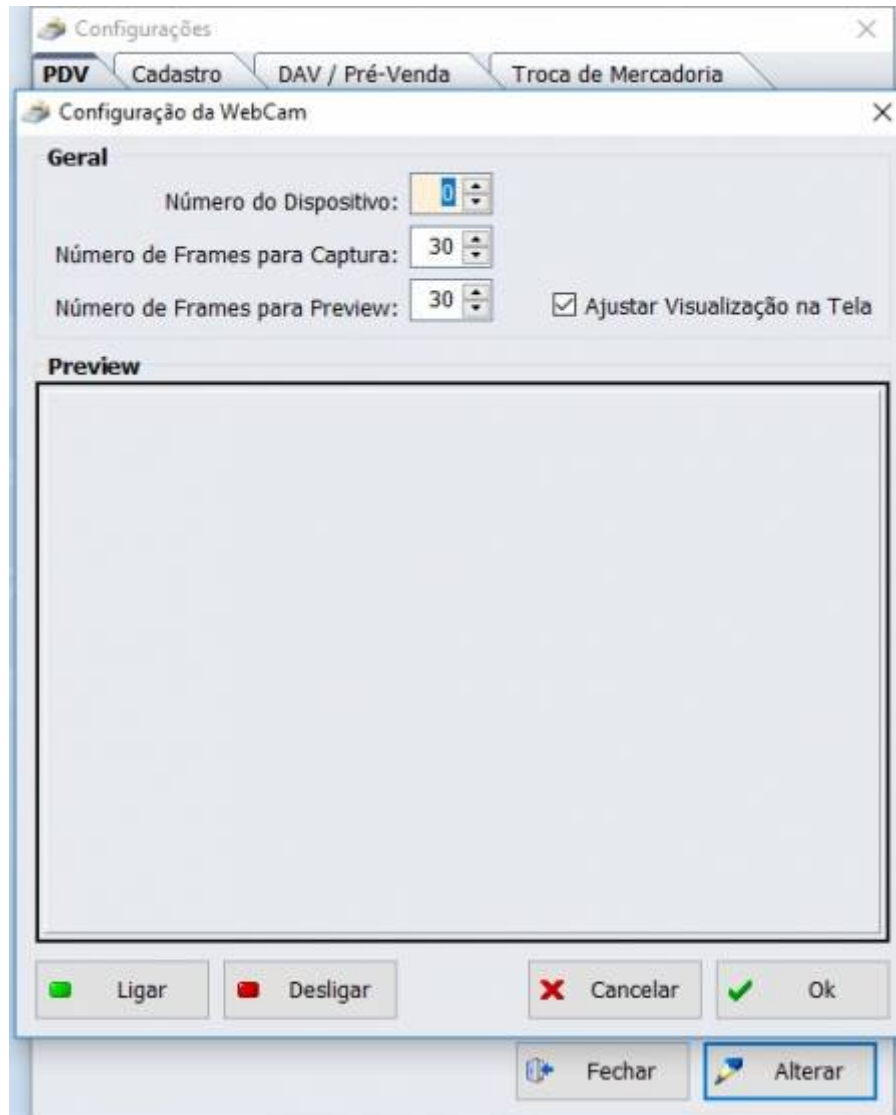 Configurações
PDV Cadastro DAV / Pré-Venda Troca de Mercadoria
Configuração da WebCam
Geral
Número do Dispositivo: 0
Número de Frames para Captura: 30
Número de Frames para Preview: 30 Ajustar Visualização na Tela
Preview
Ligar Desligar Cancelar Ok
Fechar Alterar